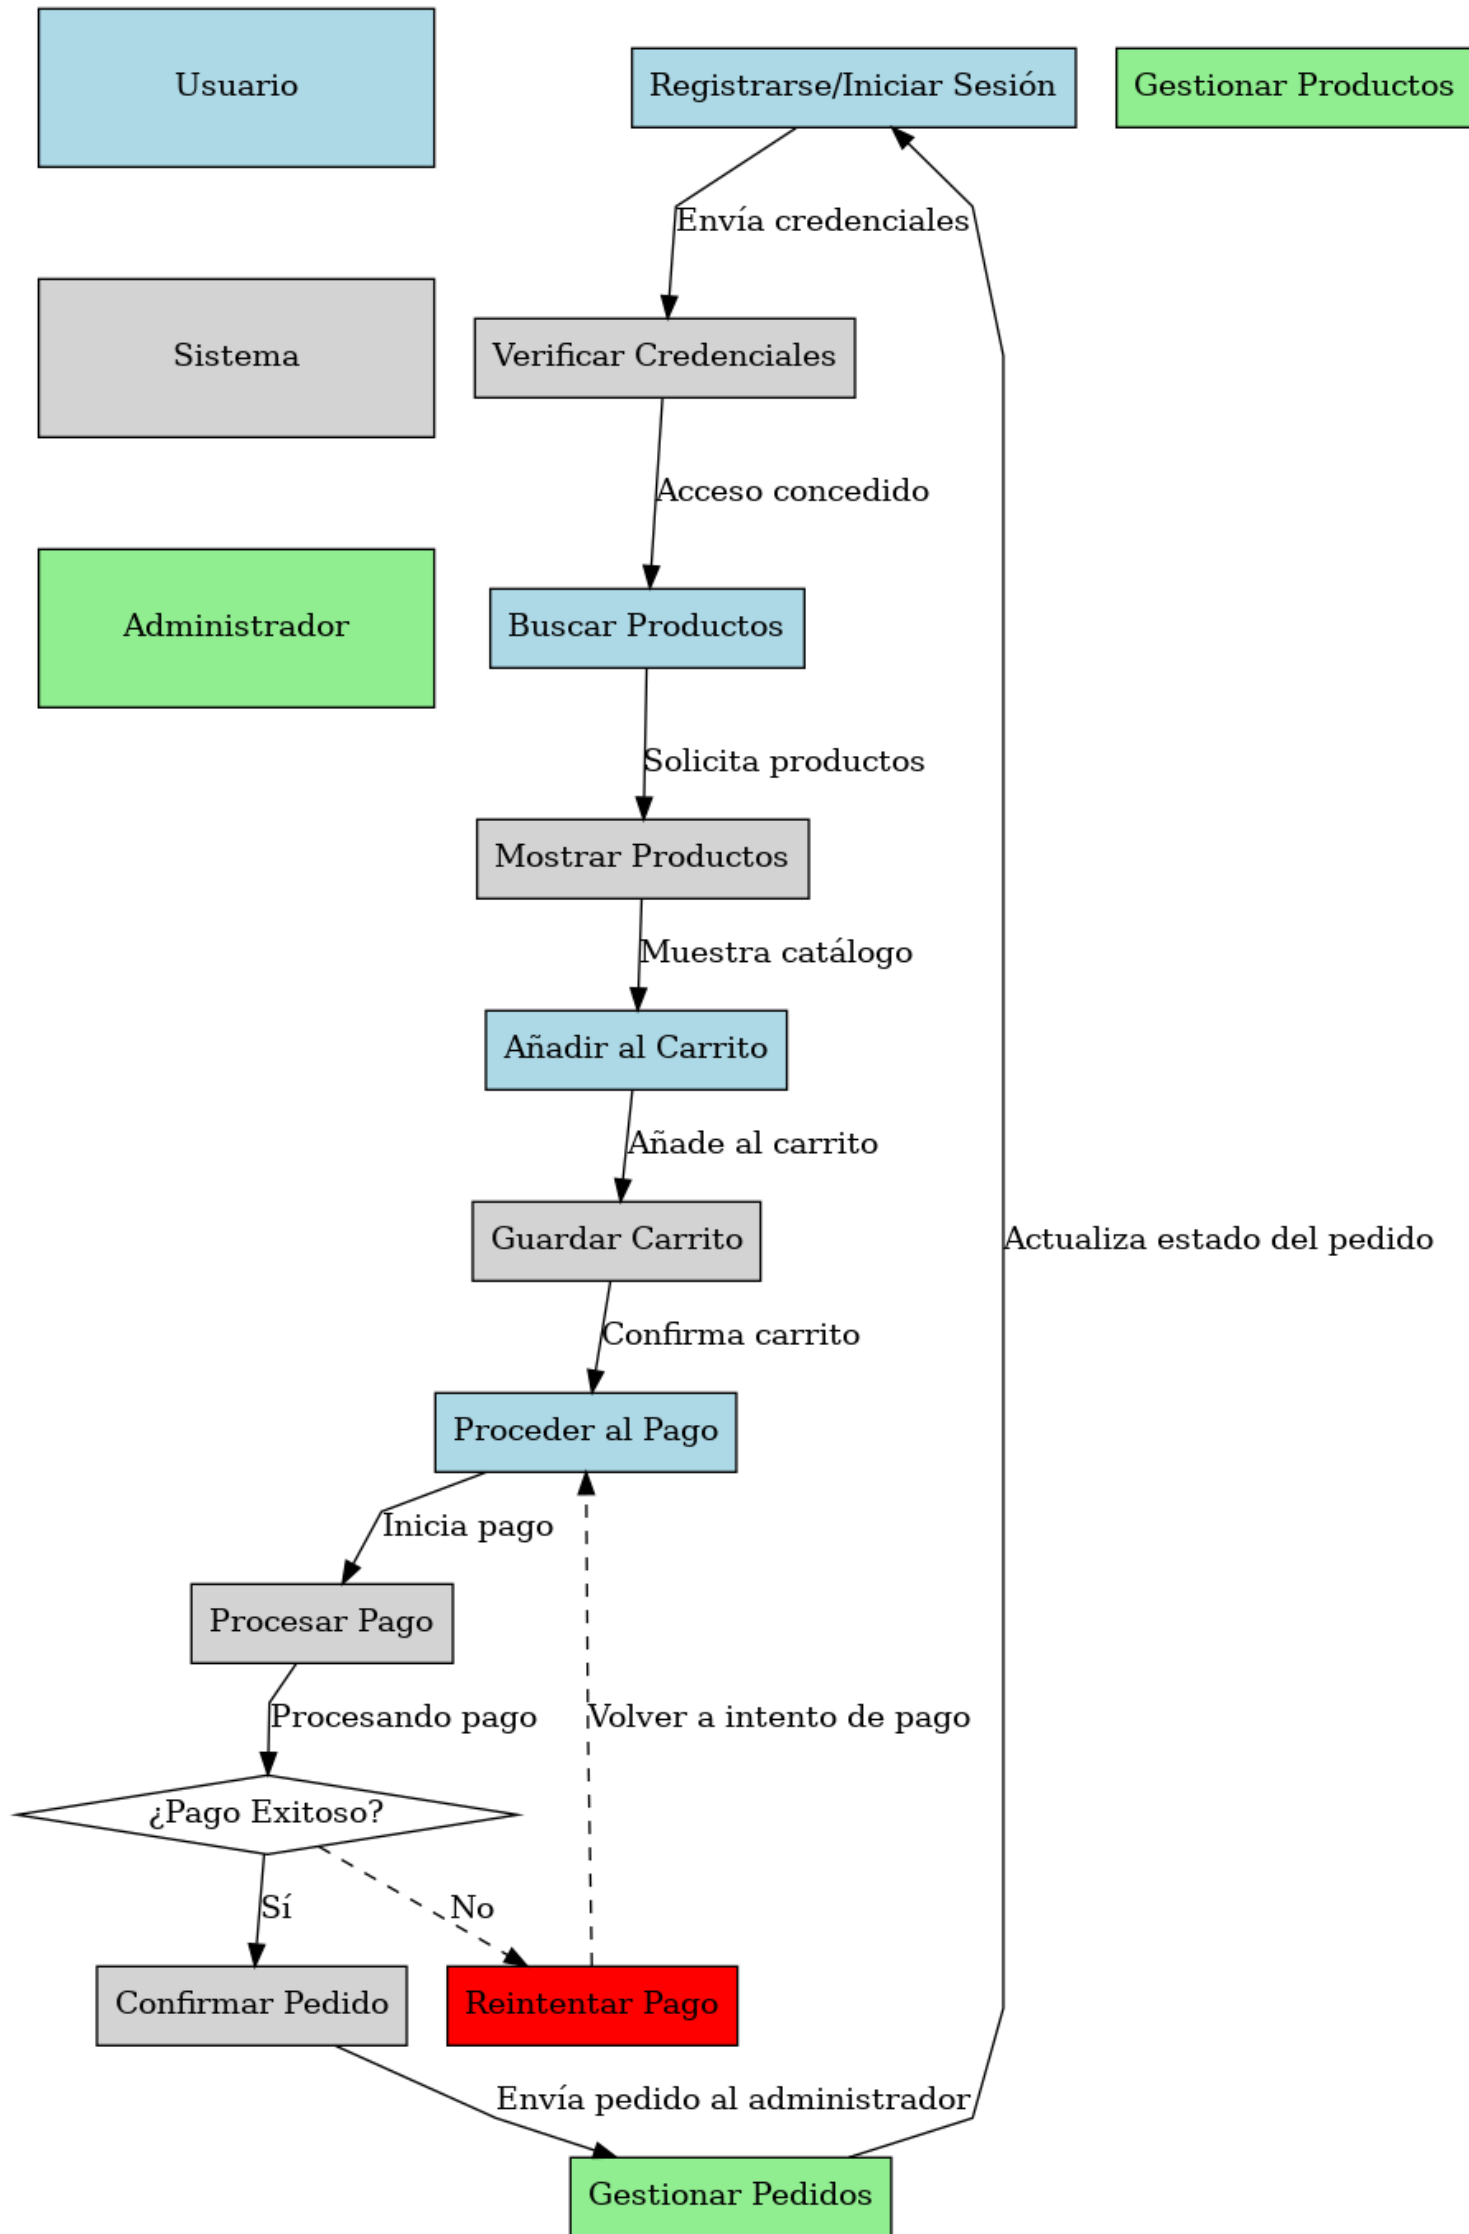 Usuario
Registrarse/Iniciar Sesión
Gestionar Productos
Envía credenciales
Sistema
Verificar Credenciales
Acceso concedido
Administrador
Buscar Productos
Solicita productos
Mostrar Productos
Muestra catálogo
Añadir al Carrito
Añade al carrito
Guardar Carrito
Actualiza estado del pedido
Confirma carrito
Proceder al Pago
Inicia pago
Procesar Pago
Procesando pago
Volver a intento de pago
¿Pago Exitoso?
Sí
No
Confirmar Pedido
Reintentar Pago
Envía pedido al administrador
Gestionar Pedidos